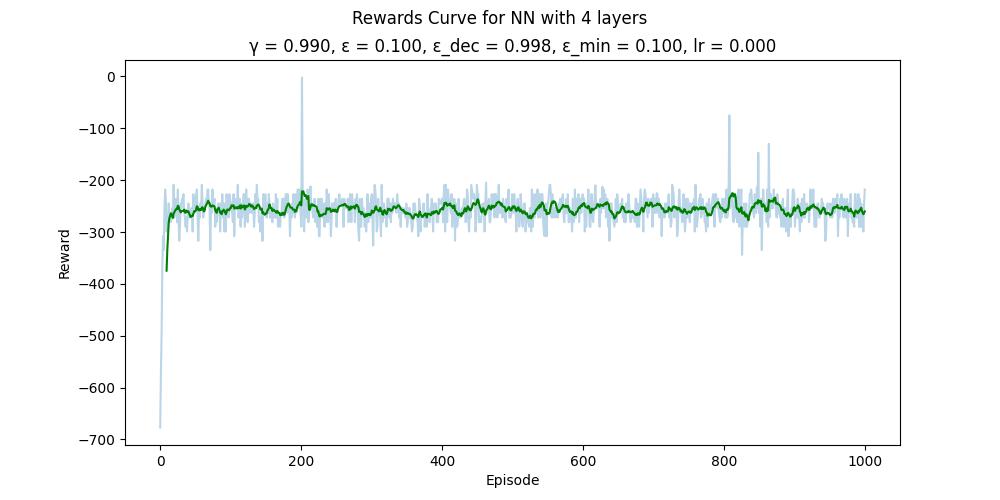 Rewards Curve for NN with 4 layers
γ = 0.990, ε = 0.100, ε_dec = 0.998, ε_min = 0.100, lr = 0.000
0
−100
−200
−300
−400
−500
−600
−700
Reward
0 200 400 600 800 1000
Episode